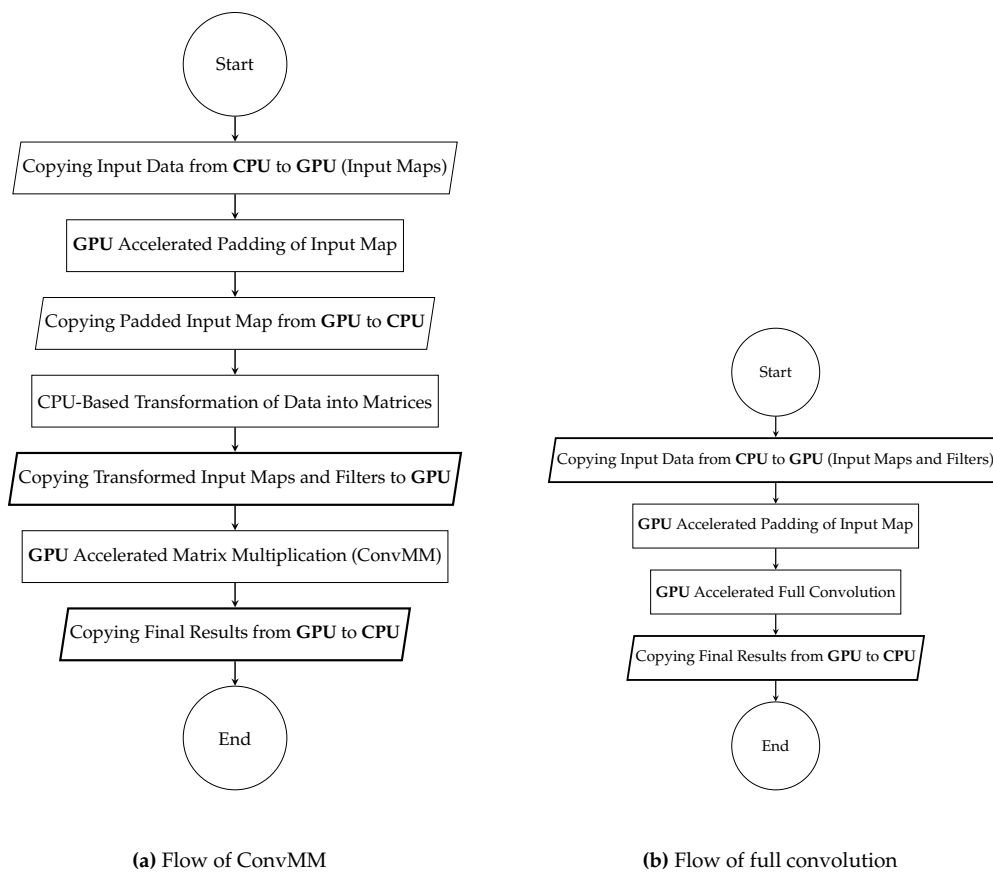 Start
Copying Input Data from CPU to GPU (Input Maps)
GPU Accelerated Padding of Input Map
Copying Padded Input Map from GPU to CPU
CPU-Based Transformation of Data into Matrices
Copying Transformed Input Maps and Filters to GPU
GPU Accelerated Matrix Multiplication (ConvMM)
Copying Final Results from GPU to CPU
End
(a) Flow of ConvMM
Start
Copying Input Data from CPU to GPU (Input Maps and Filters)
GPU Accelerated Padding of Input Map
GPU Accelerated Full Convolution
Copying Final Results from GPU to CPU
End
(b) Flow of full convolution